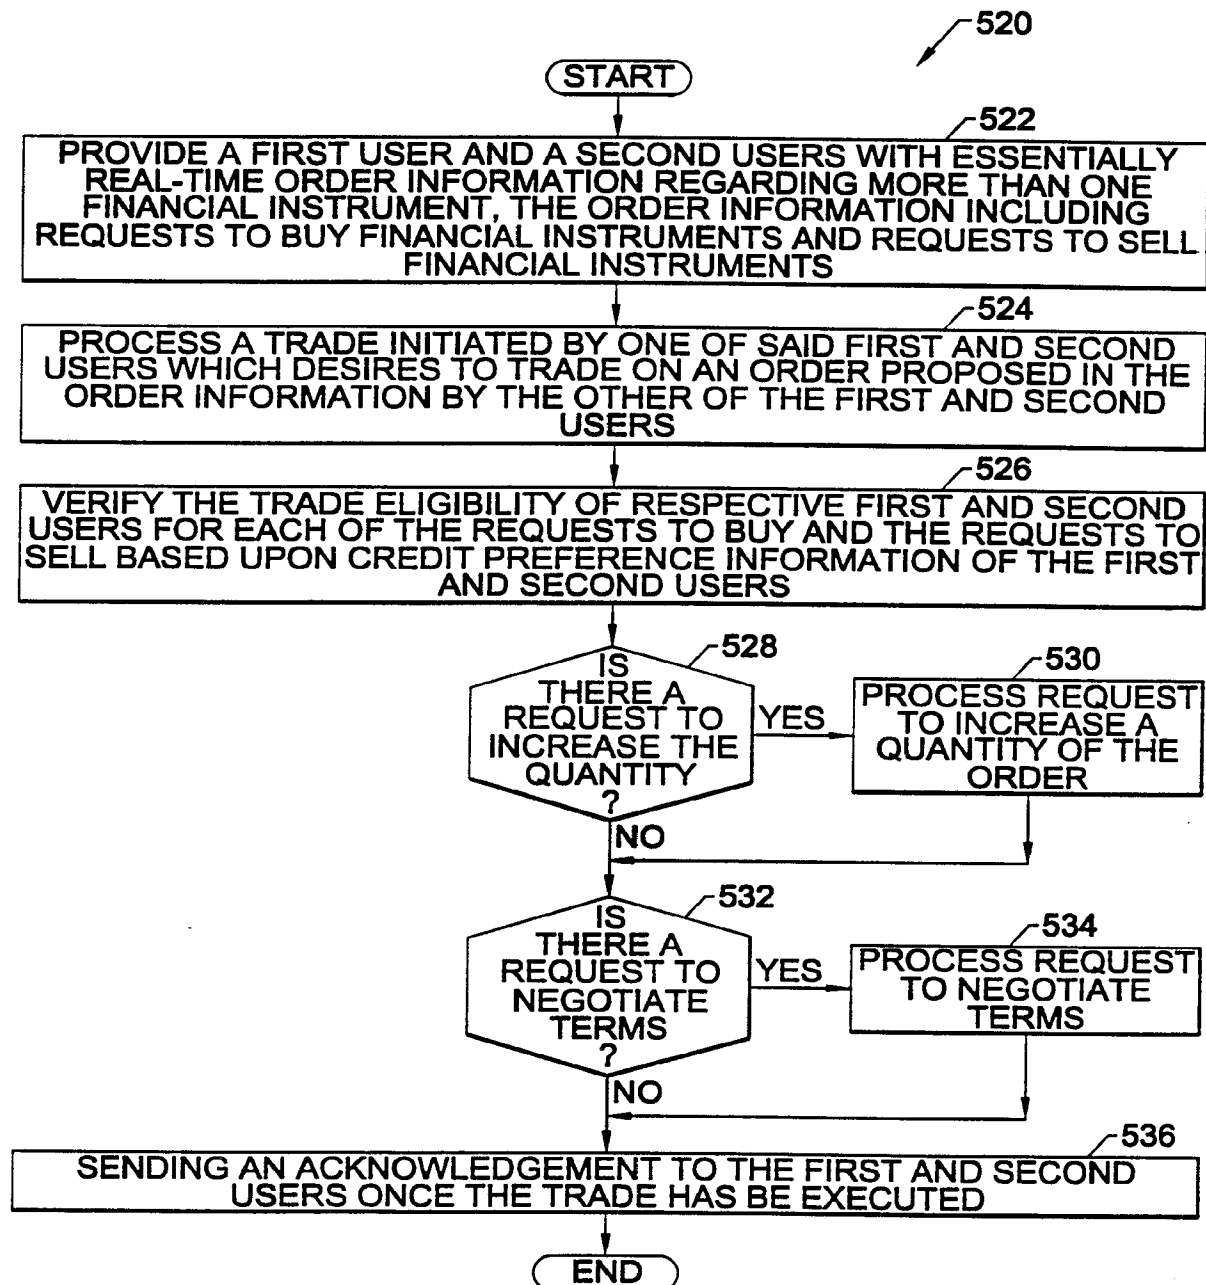 520
START
522
PROVIDE A FIRST USER AND A SECOND USERS WITH ESSENTIALLY
REAL-TIME ORDER INFORMATION REGARDING MORE THAN ONE
FINANCIAL INSTRUMENT, THE ORDER INFORMATION INCLUDING
REQUESTS TO BUY FINANCIAL INSTRUMENTS AND REQUESTS TO SELL
FINANCIAL INSTRUMENTS
524
PROCESS A TRADE INITIATED BY ONE OF SAID FIRST AND SECOND
USERS WHICH DESIRES TO TRADE ON AN ORDER PROPOSED IN THE
ORDER INFORMATION BY THE OTHER OF THE FIRST AND SECOND
USERS
526
VERIFY THE TRADE ELIGIBILITY OF RESPECTIVE FIRST AND SECOND
USERS FOR EACH OF THE REQUESTS TO BUY AND THE REQUESTS TO
SELL BASED UPON CREDIT PREFERENCE INFORMATION OF THE FIRST
AND SECOND USERS
528
IS
THERE A
REQUEST TO
INCREASE THE
QUANTITY
?
YES
NO
530
PROCESS REQUEST
TO INCREASE A
QUANTITY OF THE
ORDER
532
IS
THERE A
REQUEST TO
NEGOTIATE
TERMS
?
YES
NO
534
PROCESS REQUEST
TO NEGOTIATE
TERMS
536
SENDING AN ACKNOWLEDGEMENT TO THE FIRST AND SECOND
USERS ONCE THE TRADE HAS BE EXECUTED
END